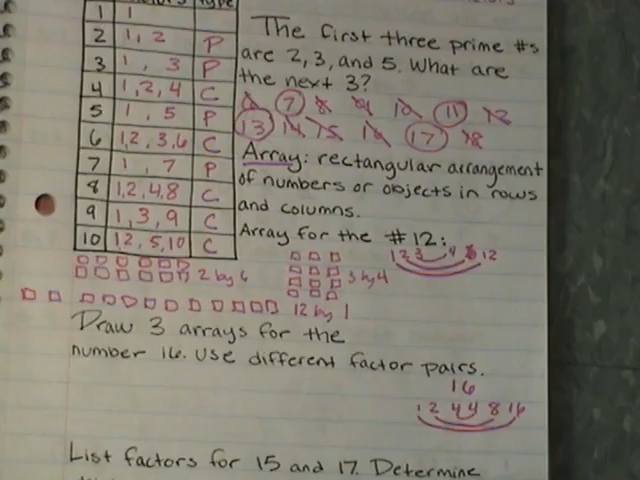 1 1
2 1, 2 P
3 1, 3 P
4 1, 2, 4 C
5 1, 5 P
6 1, 2, 3, 6 C
7 1, 7 P
8 1, 2, 4, 8 C
9 1, 3, 9 C
10 1 2, 5, 10 C
The first three prime #s
are 2, 3, and 5. What are
the next 3?
6 7 8 9 10 11 12
13 14 15 16 17 18
Array: rectangular arrangement
of numbers or objects in rows
and columns.
Array for the #12:
1 2 3 4 6 12
2 by 6
3 by 4
12 by 1
Draw 3 arrays for the
number 16. Use different factor pairs.
16
1 2 4 4 8 16
List factors for 15 and 17. Determine